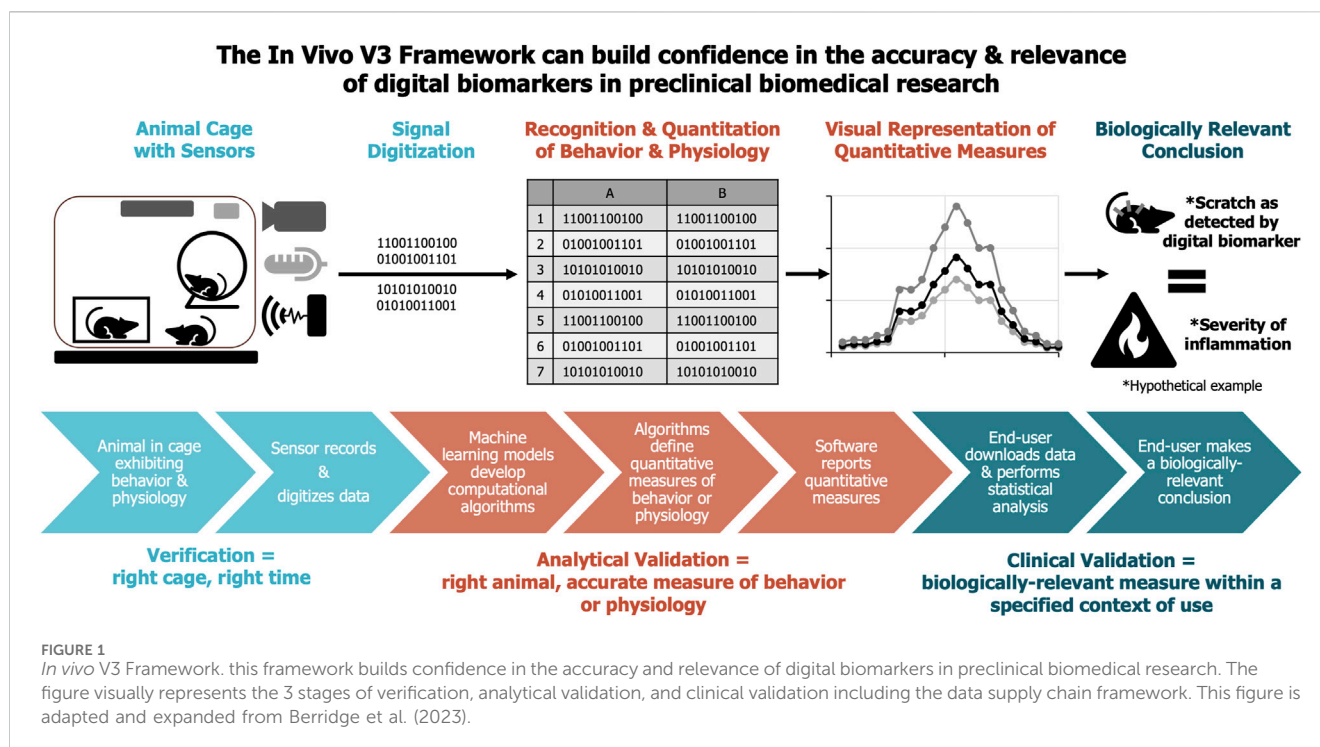 The In Vivo V3 Framework can build confidence in the accuracy & relevance
of digital biomarkers in preclinical biomedical research
Animal Cage
with Sensors
Signal
Digitization
Recognition & Quantitation
of Behavior & Physiology
Visual Representation of
Quantitative Measures
Biologically Relevant
Conclusion
11001100100
01001001101
10101010010
01010011001
A B
1 11001100100 11001100100
2 01001001101 01001001101
3 10101010010 10101010010
4 01010011001 01010011001
5 11001100100 11001100100
6 01001001101 01001001101
7 10101010010 10101010010
*Scratch as
detected by
digital biomarker
*Severity of
inflammation
*Hypothetical example
Animal in cage
exhibiting
behavior &
physiology
Sensor records
&
digitizes data
Machine
learning models
develop
computational
algorithms
Algorithms
define
quantitative
measures of
behavior or
physiology
Software
reports
quantitative
measures
End-user
downloads data
& performs
statistical
analysis
End-user makes
a biologically-
relevant
conclusion
Verification =
right cage, right time
Analytical Validation =
right animal, accurate measure of behavior
or physiology
Clinical Validation =
biologically-relevant measure within a
specified context of use
FIGURE 1
In vivo V3 Framework. this framework builds confidence in the accuracy and relevance of digital biomarkers in preclinical biomedical research. The
figure visually represents the 3 stages of verification, analytical validation, and clinical validation including the data supply chain framework. This figure is
adapted and expanded from Berridge et al. (2023).